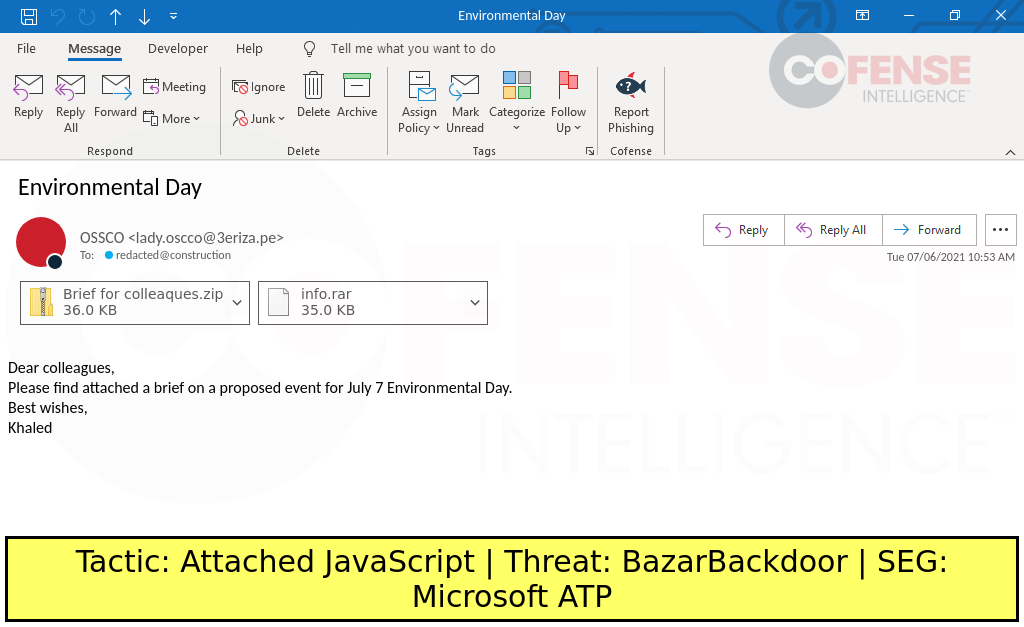 Environmental Day
File Message Developer Help Tell me what you want to do
COFENSE
INTELLIGENCE™
Reply Reply All Forward Meeting More Ignore Junk Delete Archive Assign Policy Mark Unread Categorize Follow Up Report Phishing
Respond Delete Tags Cofense
Environmental Day
OSSCO <lady.oscco@3eriza.pe>
To: redacted@construction
Reply Reply All Forward
Tue 07/06/2021 10:53 AM
Brief for colleaques.zip
36.0 KB
info.rar
35.0 KB
Dear colleagues,
Please find attached a brief on a proposed event for July 7 Environmental Day.
Best wishes,
Khaled
COFENSE
INTELLIGENCE™
Tactic: Attached JavaScript | Threat: BazarBackdoor | SEG:
Microsoft ATP